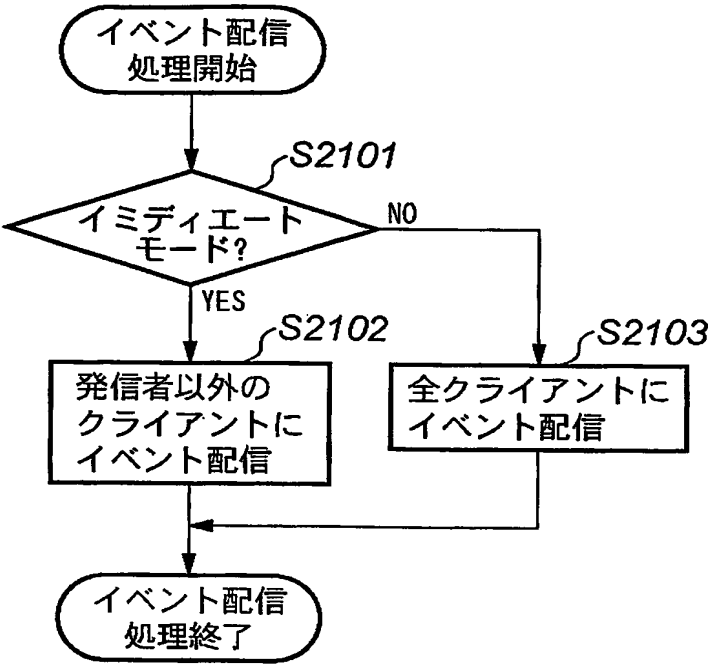 イベント配信
処理開始
S2101
イミディエート
モード?
NO
YES
S2102
発信者以外の
クライアントに
イベント配信
S2103
全クライアントに
イベント配信
イベント配信
処理終了